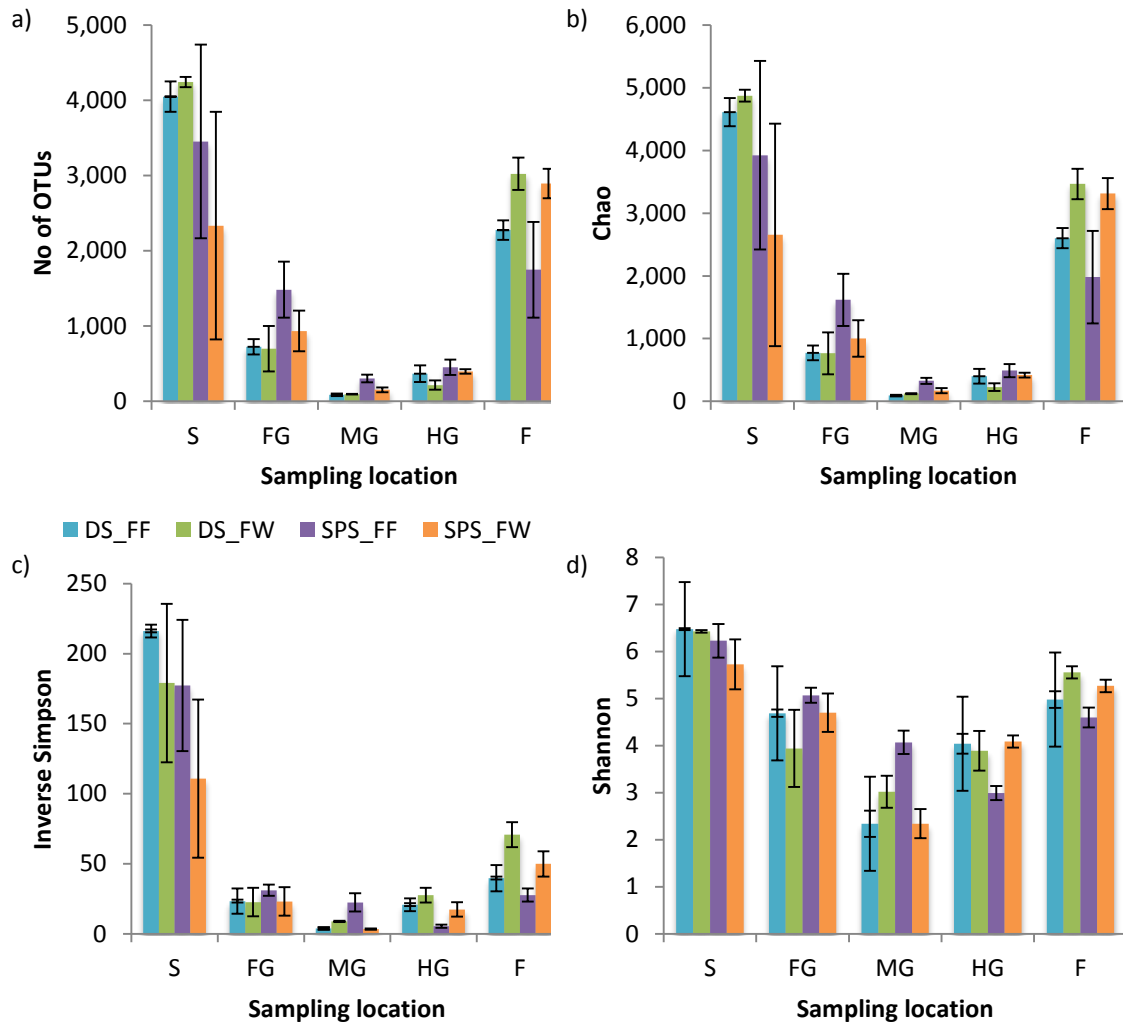 a)
5,000
4,000
3,000
2,000
1,000
0
No of OTUs
S FG MG HG F
Sampling location
b)
6,000
5,000
4,000
3,000
2,000
1,000
0
Chao
S FG MG HG F
Sampling location
DS_FF DS_FW SPS_FF SPS_FW
c)
250
200
150
100
50
0
Inverse Simpson
S FG MG HG F
Sampling location
d)
8
7
6
5
4
3
2
1
0
Shannon
S FG MG HG F
Sampling location